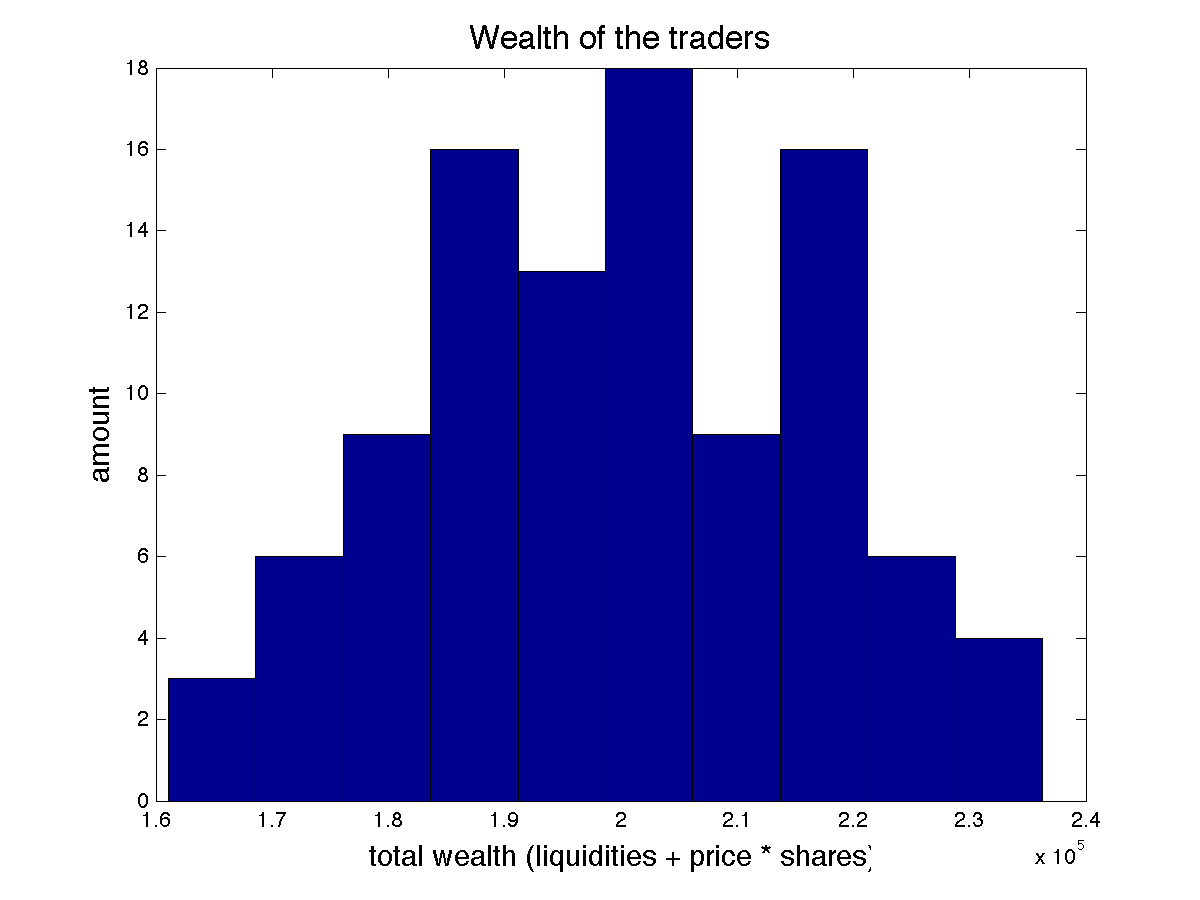 Wealth of the traders
18
16
14
12
10
8
6
4
2
0
amount
1.6 1.7 1.8 1.9 2 2.1 2.2 2.3 2.4
x 10^5
total wealth (liquidities + price * shares)